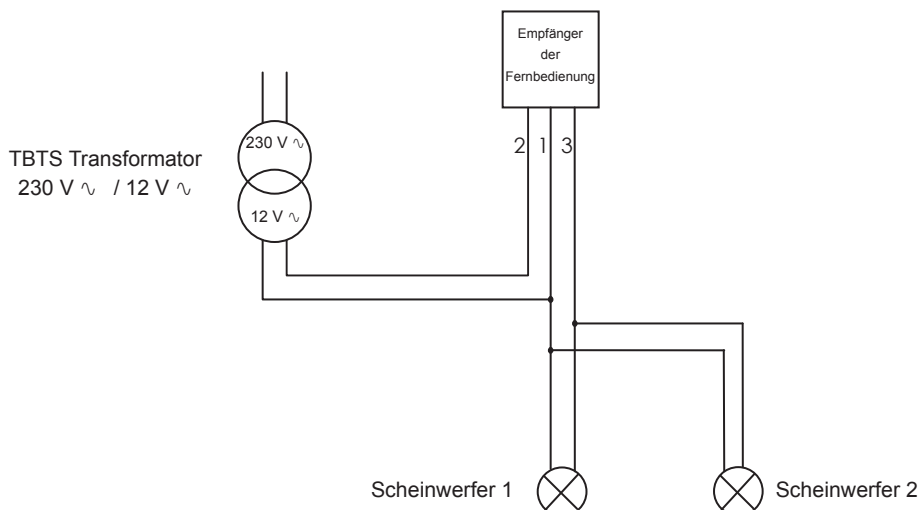 Empfänger
der
Fernbedienung
2 1 3
230 V ∿
12 V ∿
TBTS Transformator
230 V ∿ / 12 V ∿
Scheinwerfer 1
Scheinwerfer 2